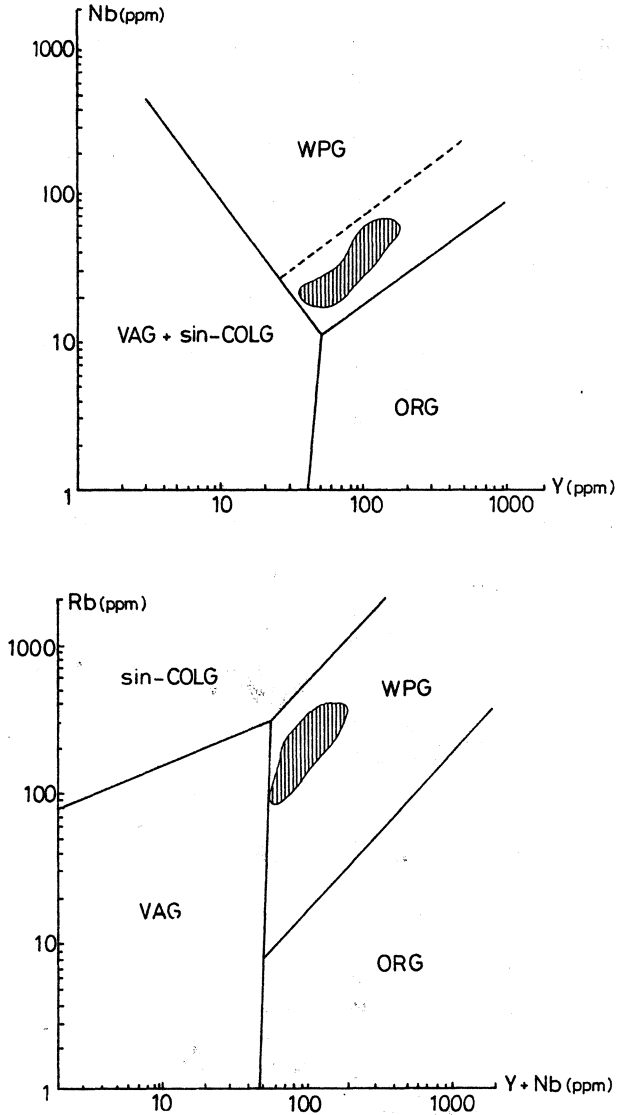 Nb(ppm)
1000
WPG
100
VAG + sin-COLG
10
ORG
1
10
100
1000
Y(ppm)
Rb(ppm)
1000
sin-COLG
WPG
100
VAG
10
ORG
1
10
100
1000
Y + Nb(ppm)